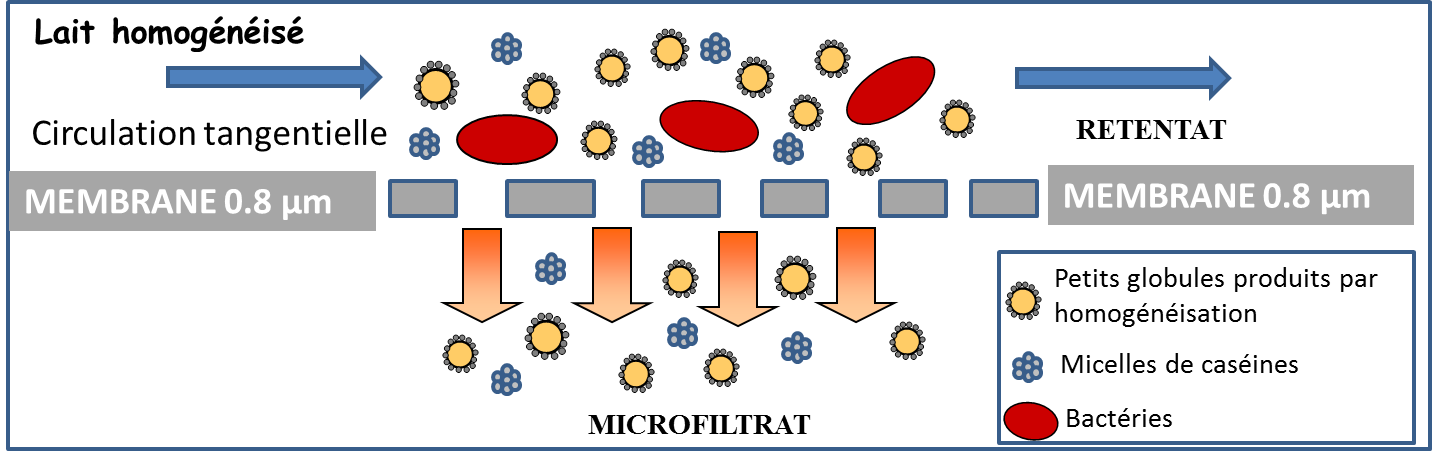 Lait homogénéisé
Circulation tangentielle
RETENTAT
MEMBRANE 0.8 µm
MEMBRANE 0.8 µm
Petits globules produits par
homogénéisation
Micelles de caséines
Bactéries
MICROFILTRAT